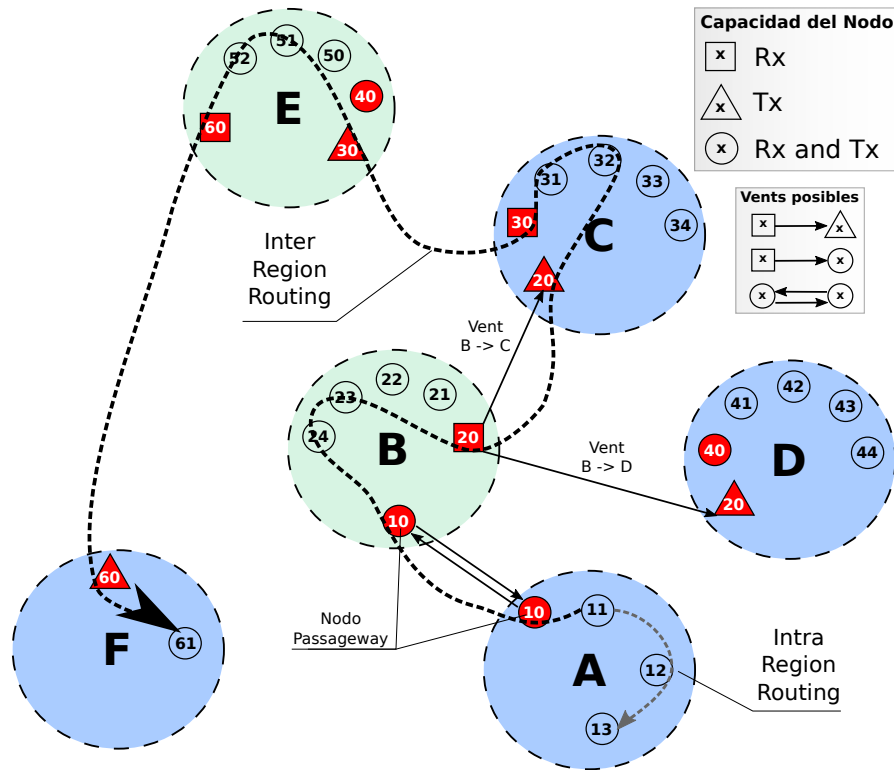 Capacidad del Nodo
x Rx
x Tx
x Rx and Tx
Vents posibles
x x
x x
x x
51
52
50
40
60
30
E
Inter
Region
Routing
31
32
33
34
30
20
C
Vent
B -> C
22
23
21
24
20
10
B
Vent
B -> D
42
41
43
44
40
20
D
Nodo
Passageway
10
11
12
13
A
Intra
Region
Routing
60
61
F